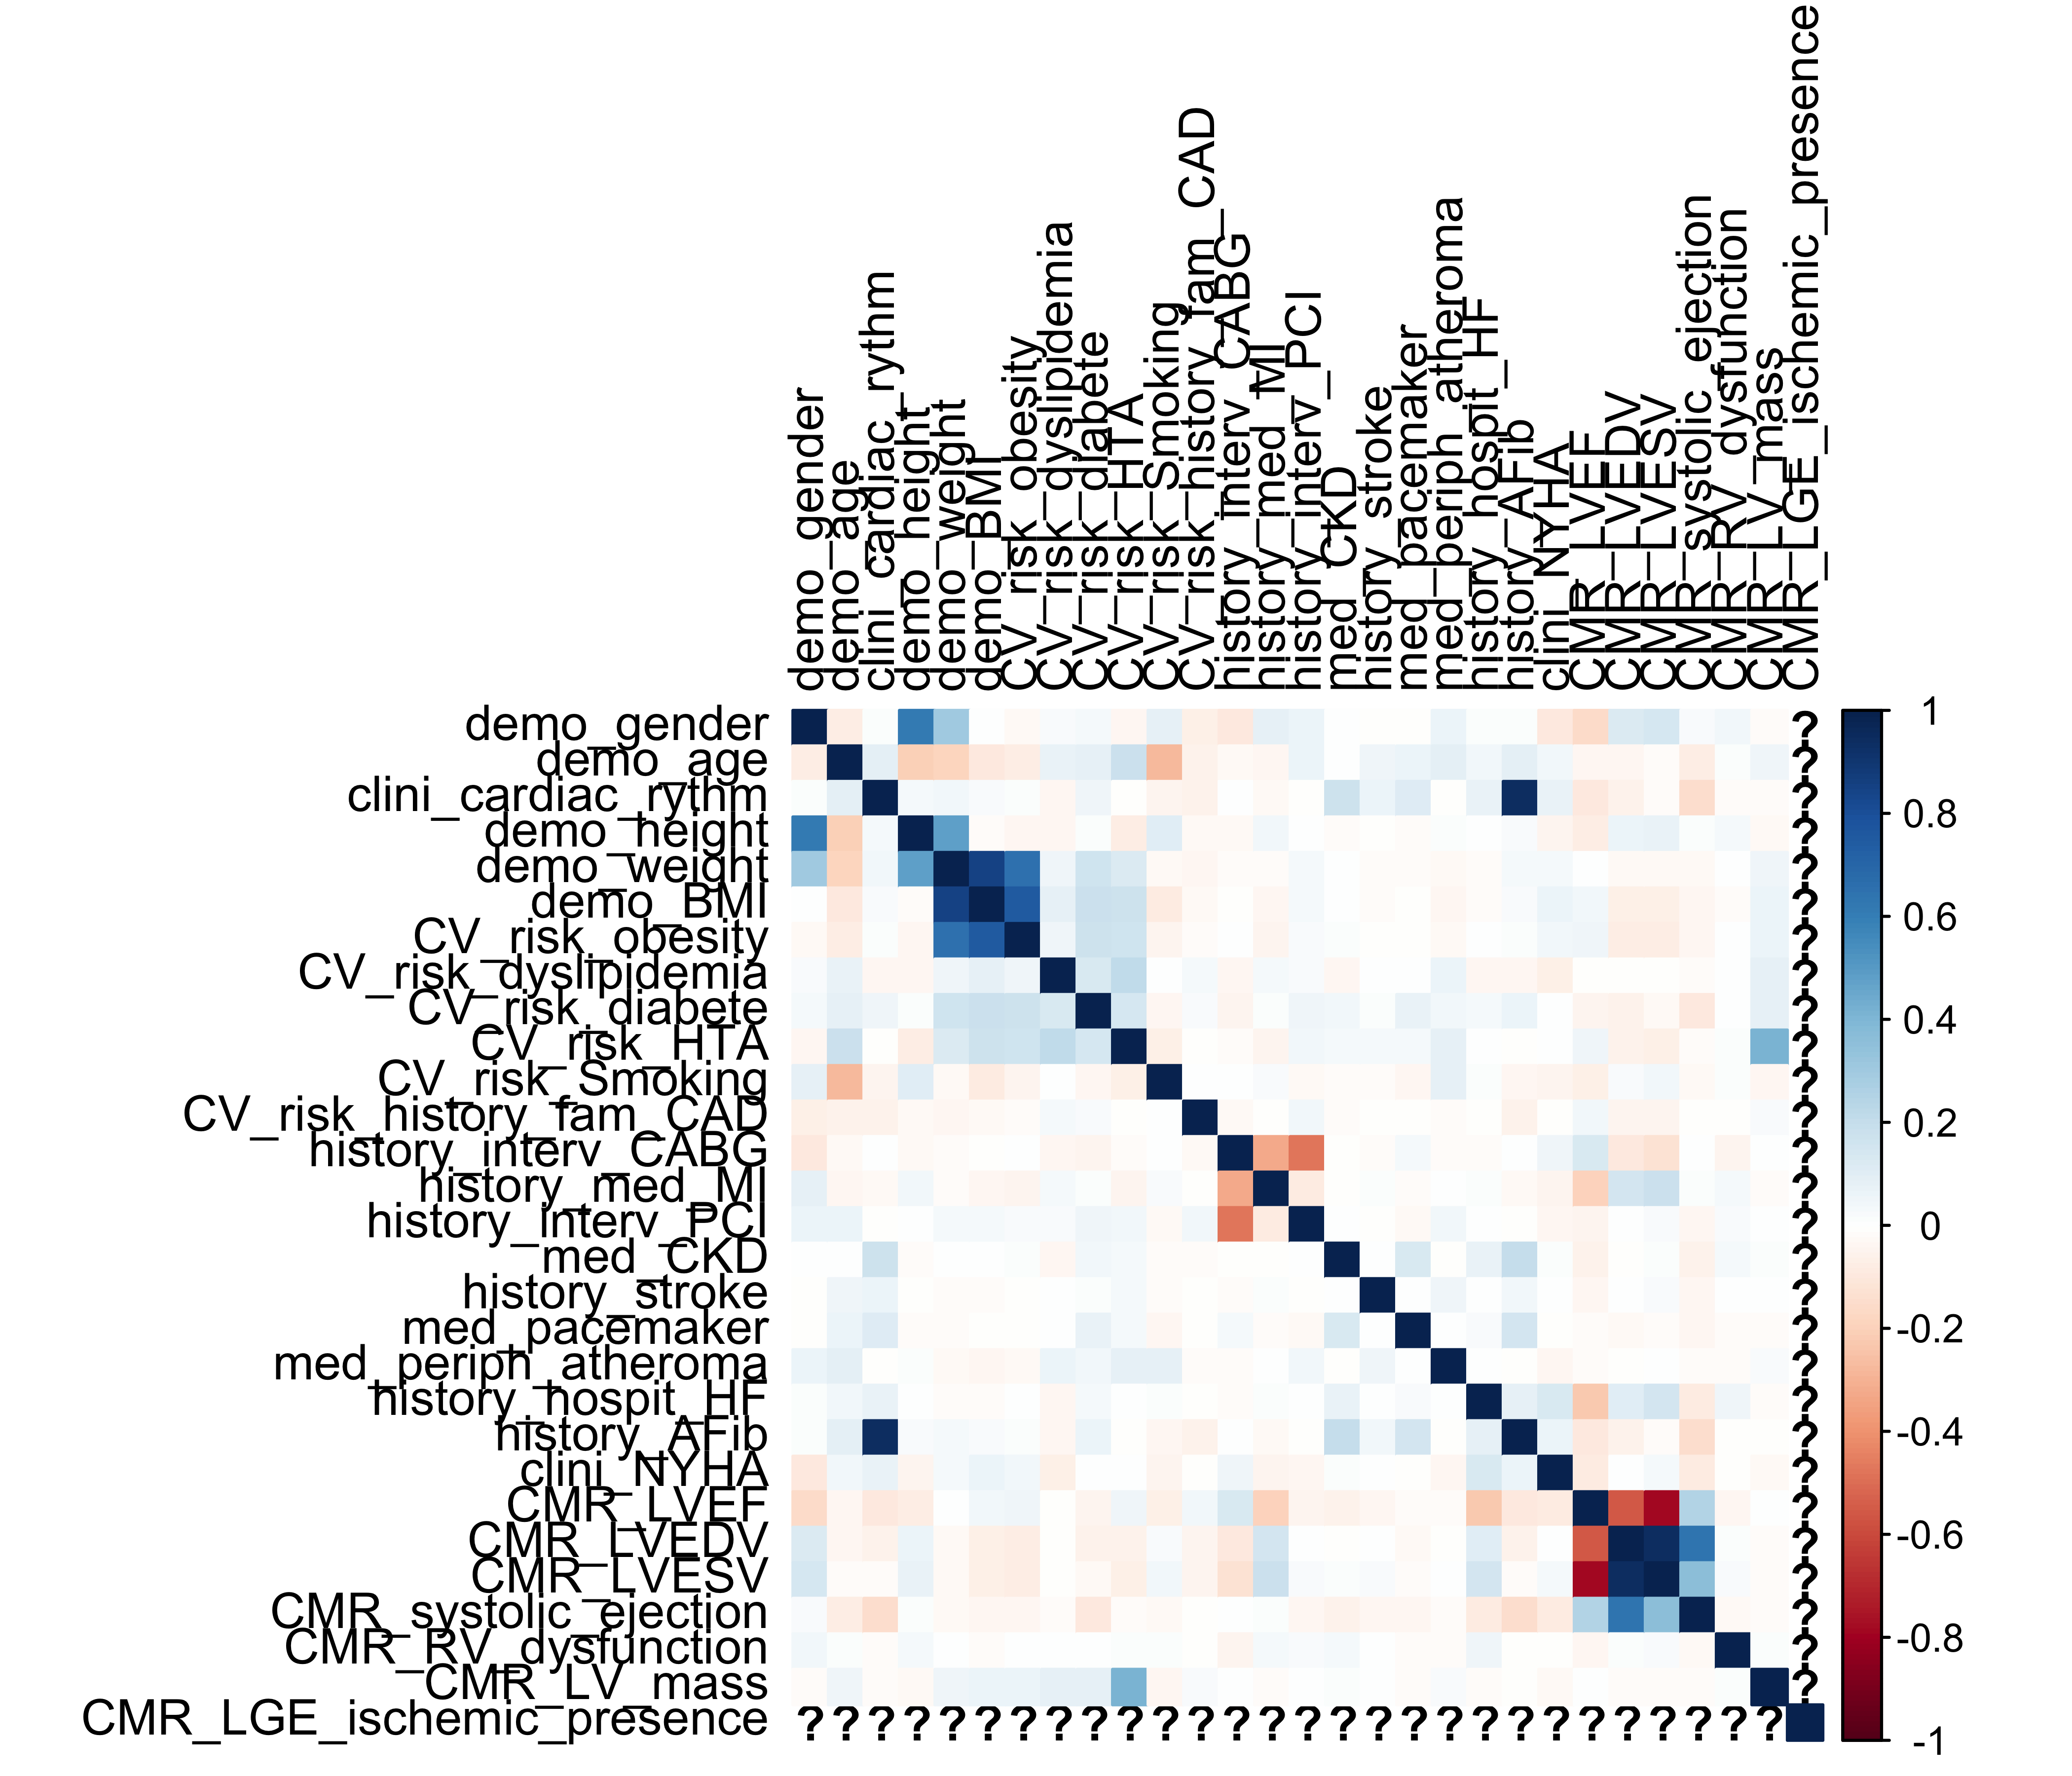 demo_gender
demo_age
clini_cardiac_rythm
demo_height
demo_weight
demo_BMI
CV_risk_obesity
CV_risk_dyslipidemia
CV_risk_diabete
CV_risk_HTA
CV_risk_Smoking
CV_risk_history_fam_CAD
history_interv_CABG
history_med_MI
history_interv_PCI
med_CKD
history_stroke
med_pacemaker
med_periph_atheroma
history_hospit_HF
history_AFib
clini_NYHA
CMR_LVEF
CMR_LVEDV
CMR_LVESV
CMR_systolic_ejection
CMR_RV_dysfunction
CMR_LV_mass
CMR_LGE_ischemic_presence
demo_gender ?
demo_age ?
clini_cardiac_rythm ?
demo_height ?
demo_weight ?
demo_BMI ?
CV_risk_obesity ?
CV_risk_dyslipidemia ?
CV_risk_diabete ?
CV_risk_HTA ?
CV_risk_Smoking ?
CV_risk_history_fam_CAD ?
history_interv_CABG ?
history_med_MI ?
history_interv_PCI ?
med_CKD ?
history_stroke ?
med_pacemaker ?
med_periph_atheroma ?
history_hospit_HF ?
history_AFib ?
clini_NYHA ?
CMR_LVEF ?
CMR_LVEDV ?
CMR_LVESV ?
CMR_systolic_ejection ?
CMR_RV_dysfunction ?
CMR_LV_mass ?
CMR_LGE_ischemic_presence ? ? ? ? ? ? ? ? ? ? ? ? ? ? ? ? ? ? ? ? ? ? ? ? ? ? ? ?
1
0.8
0.6
0.4
0.2
0
-0.2
-0.4
-0.6
-0.8
-1